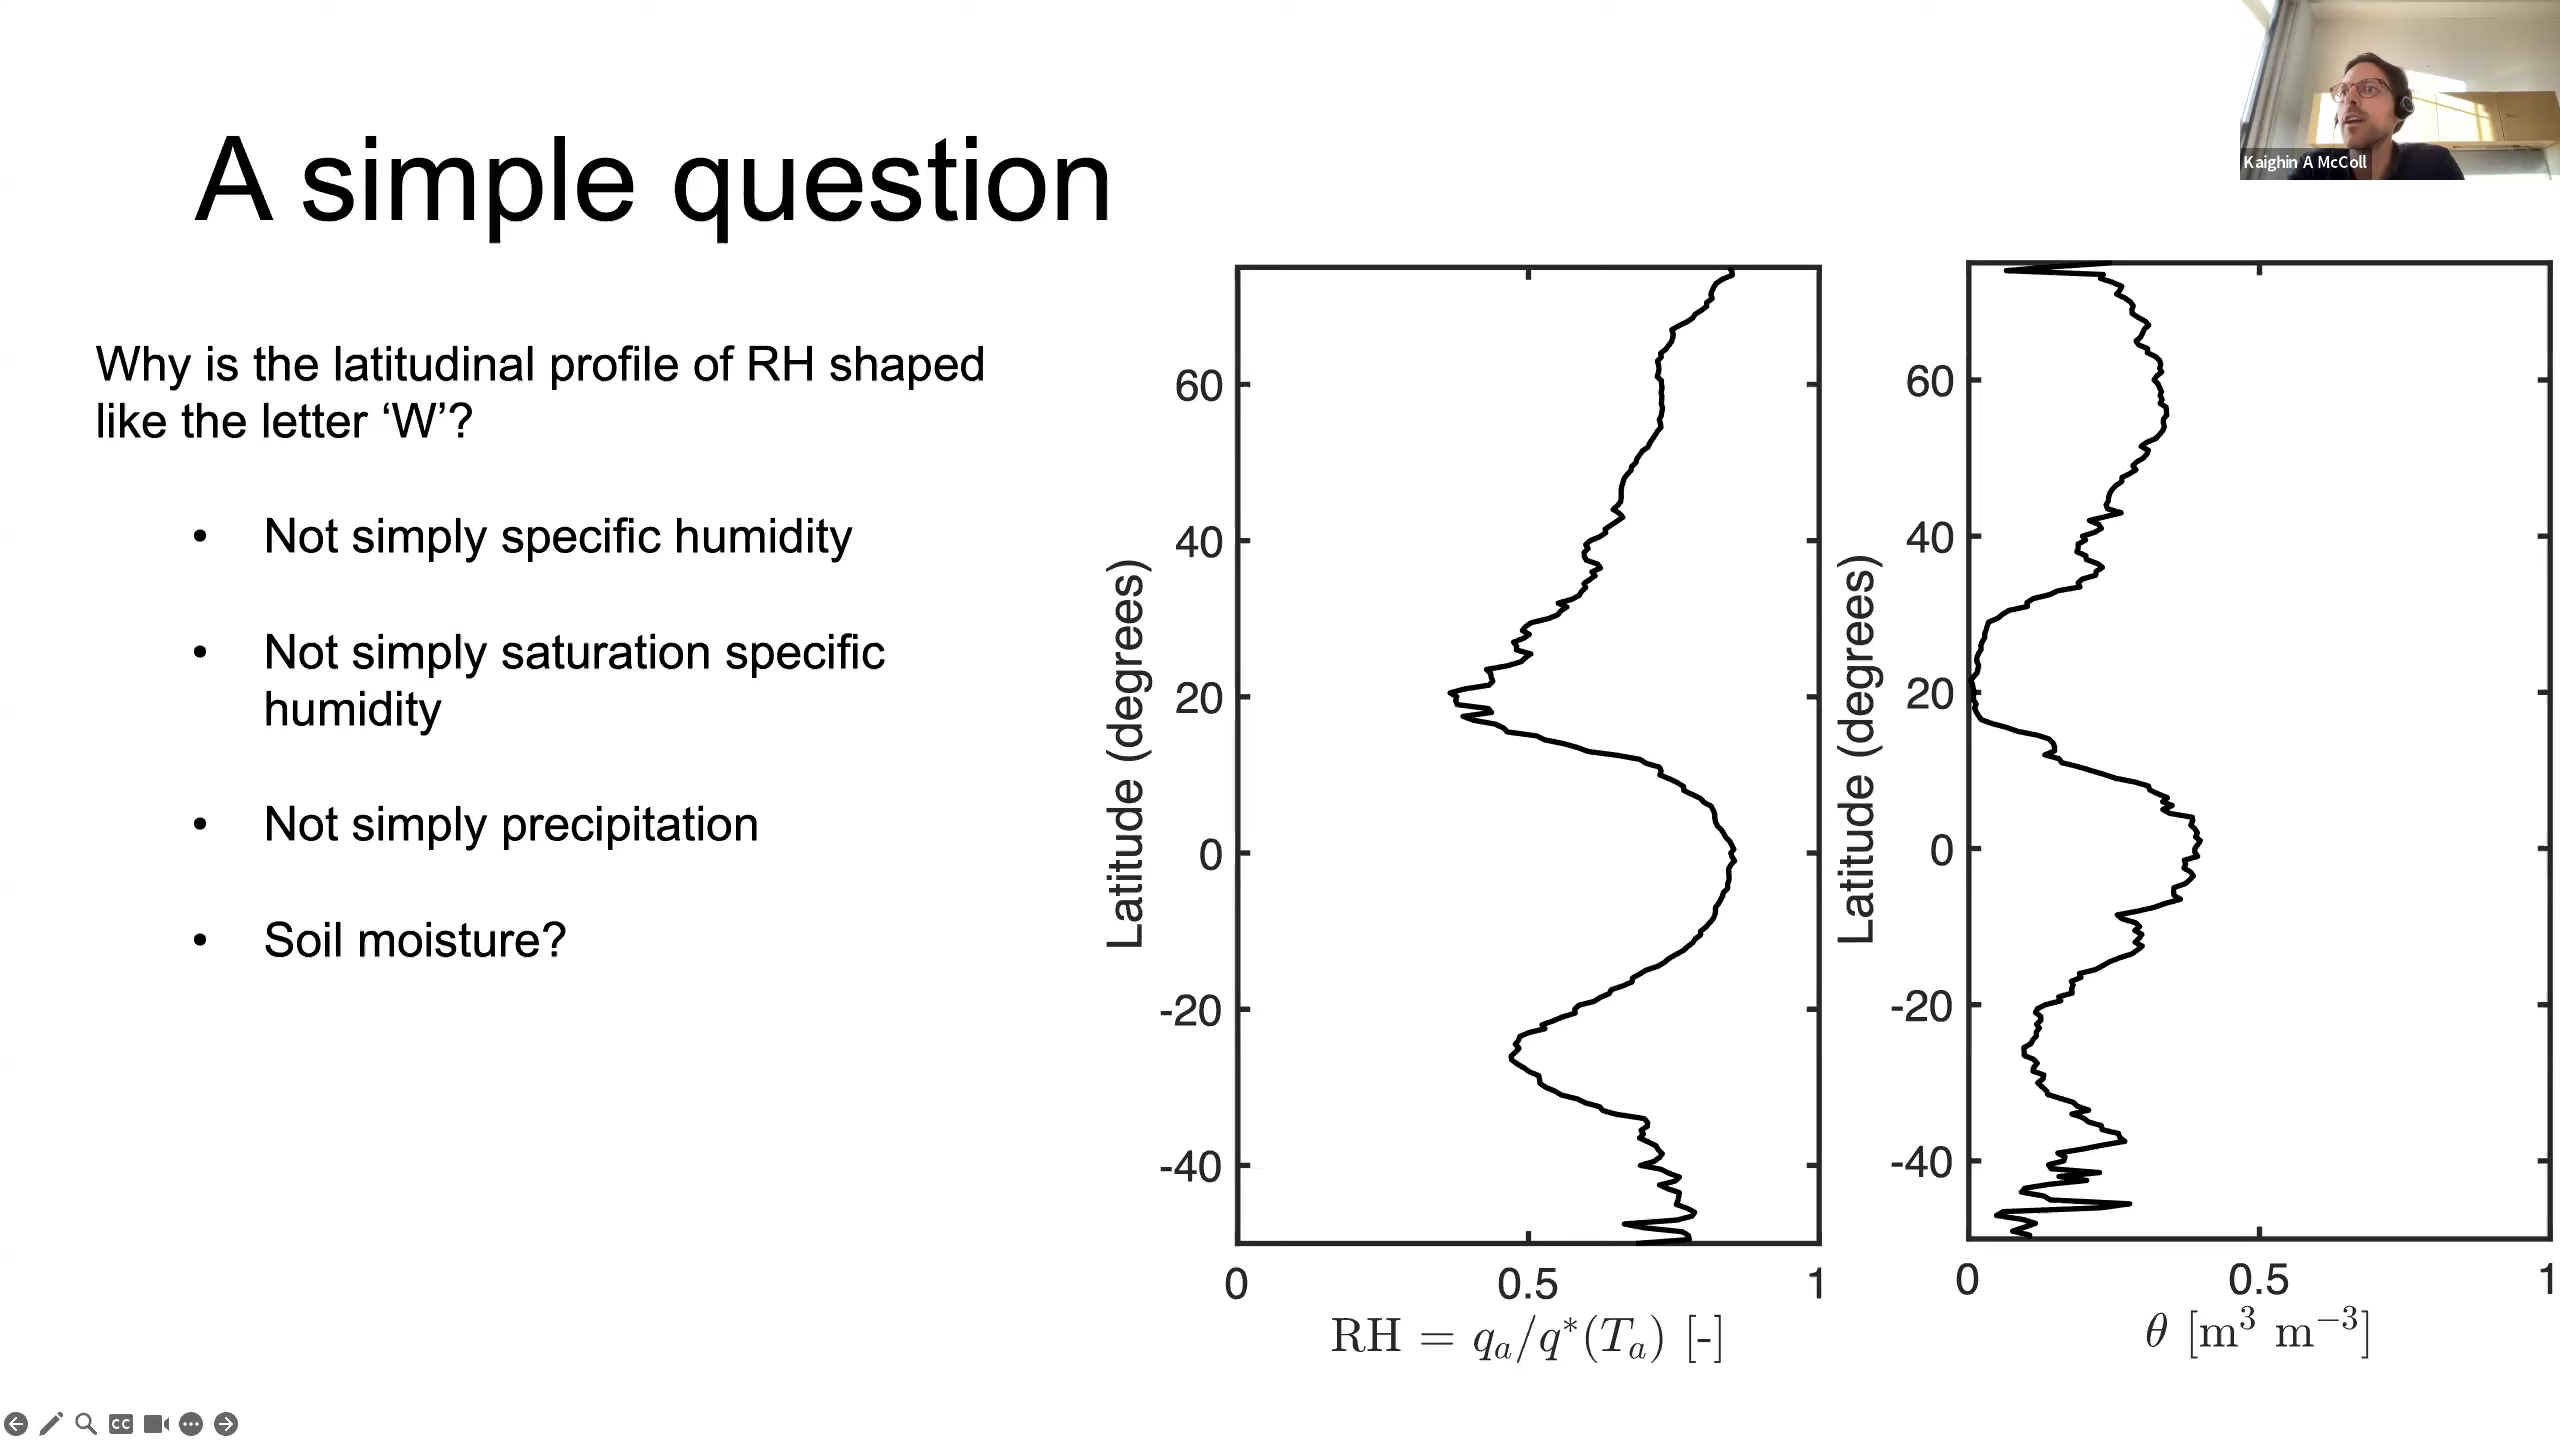 Kaighin A McColl
A simple question
Why is the latitudinal profile of RH shaped
like the letter ‘W’?
• Not simply specific humidity
• Not simply saturation specific
humidity
• Not simply precipitation
• Soil moisture?
Latitude (degrees)
60
40
20
0
-20
-40
0 0.5 1
RH = qₐ/q*(Tₐ) [-]
Latitude (degrees)
60
40
20
0
-20
-40
0 0.5 1
θ [m³ m⁻³]
CC